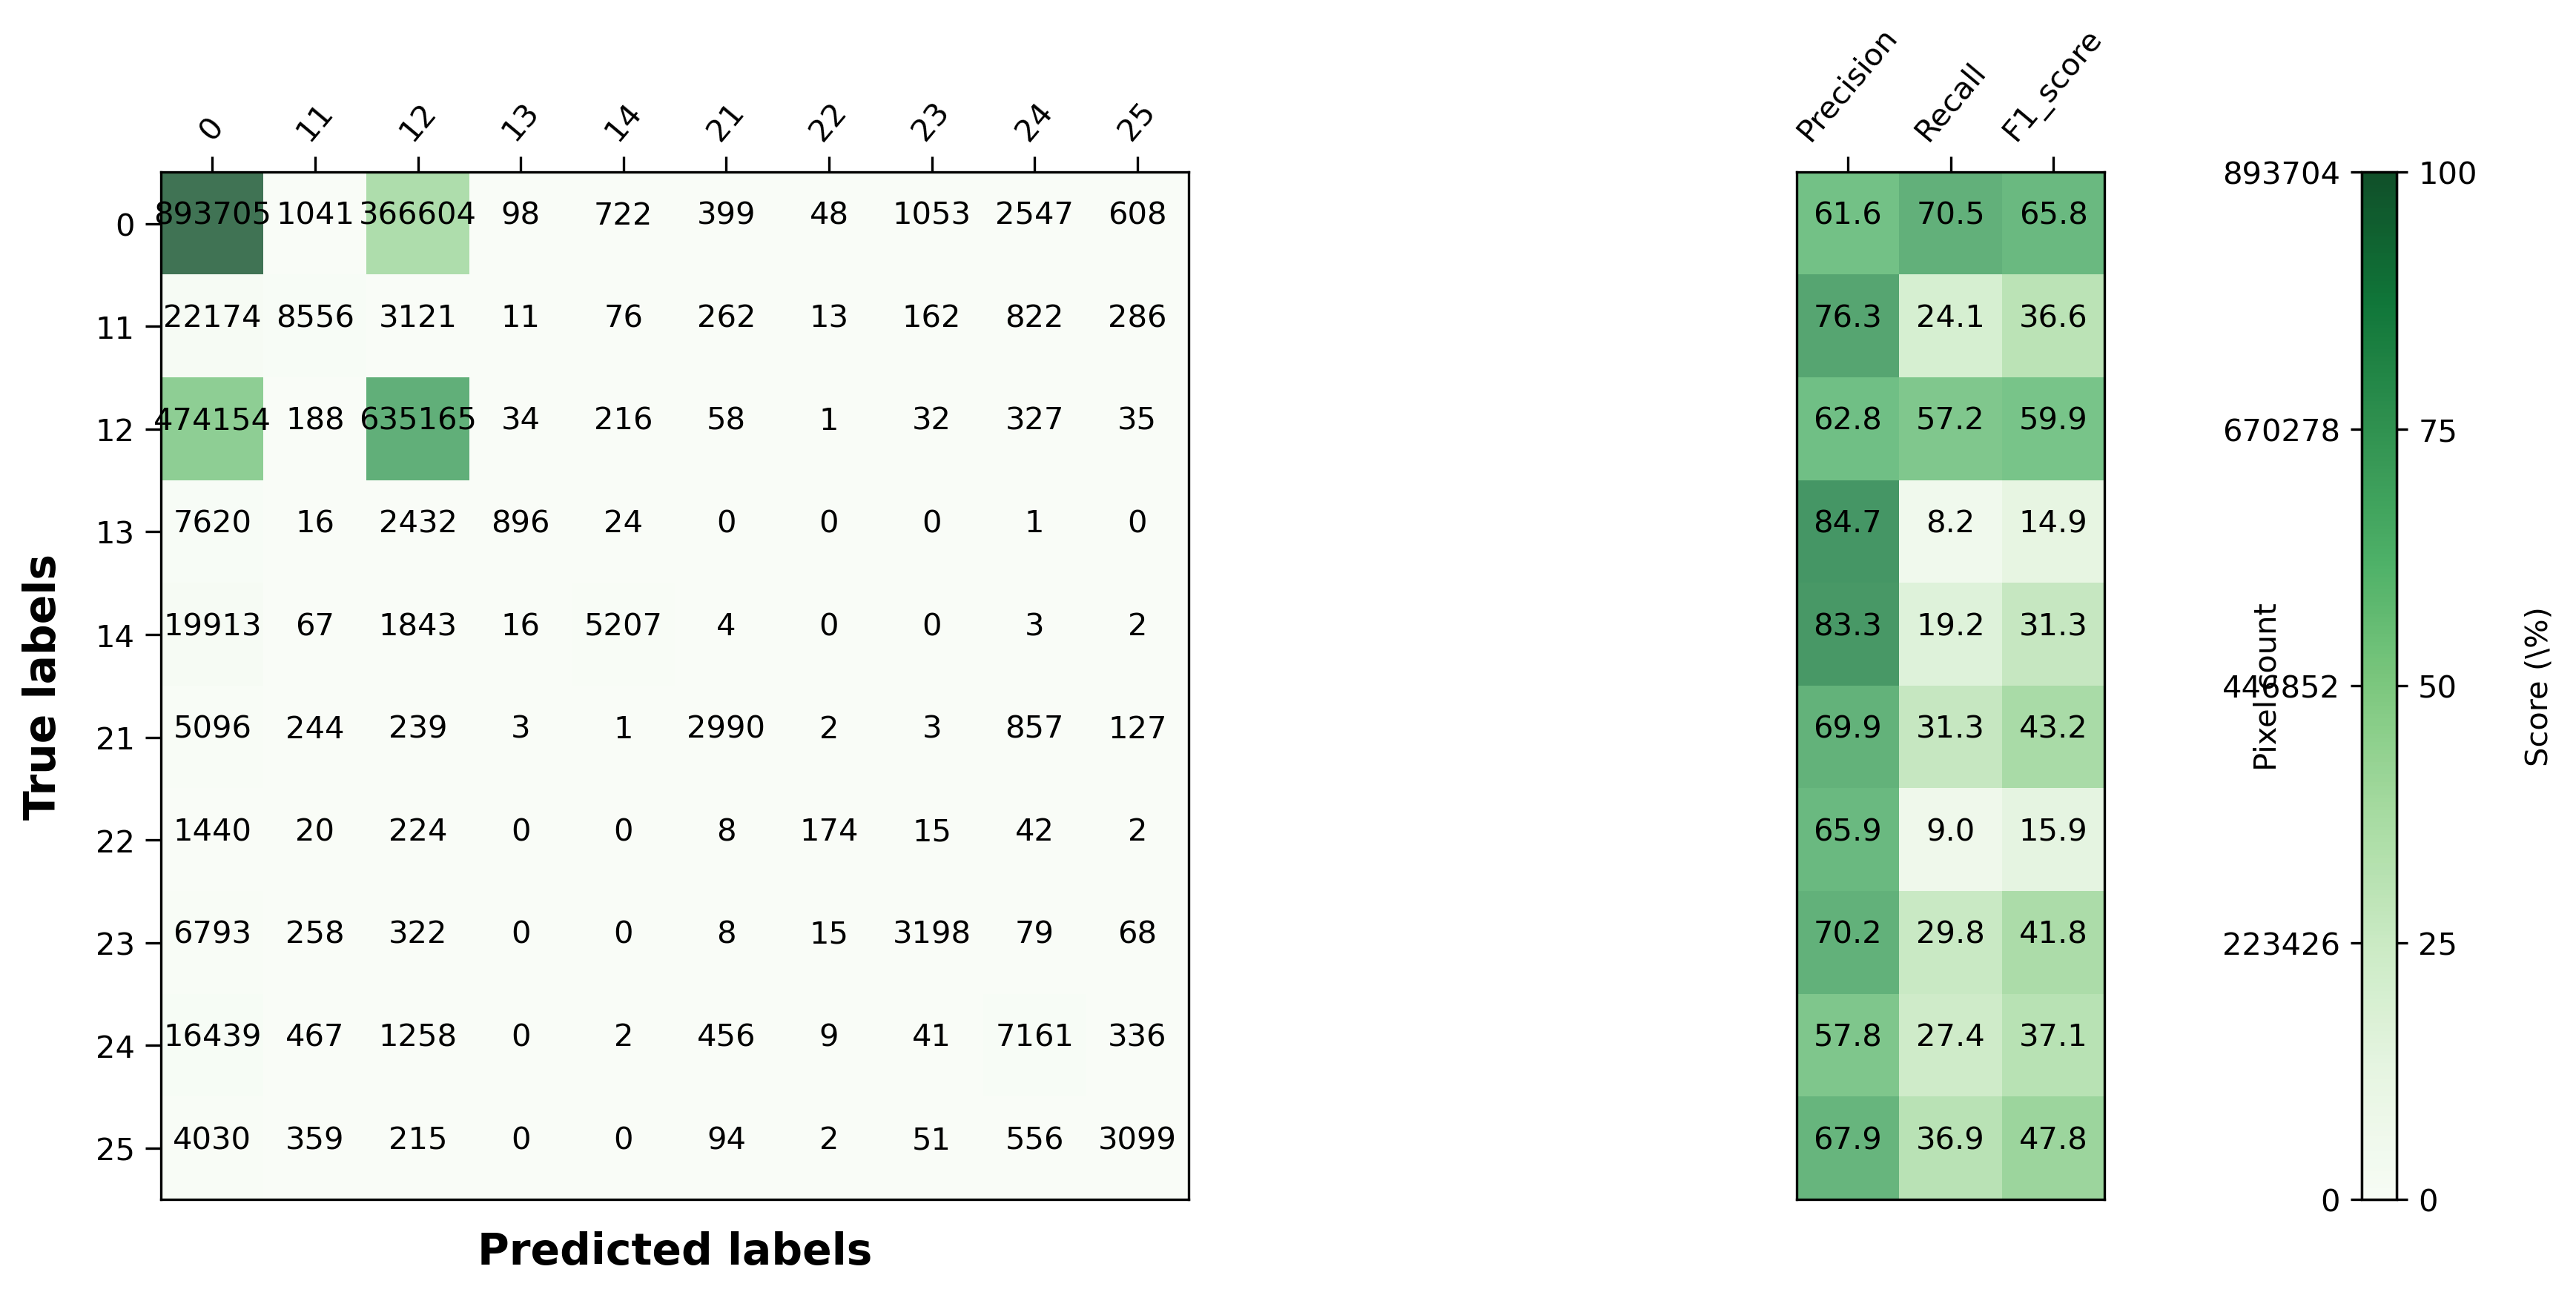 0 11 12 13 14 21 22 23 24 25
Precision Recall F1_score
0 893705 1041 366604 98 722 399 48 1053 2547 608
61.6 70.5 65.8
11 22174 8556 3121 11 76 262 13 162 822 286
76.3 24.1 36.6
12 474154 188 635165 34 216 58 1 32 327 35
62.8 57.2 59.9
13 7620 16 2432 896 24 0 0 0 1 0
84.7 8.2 14.9
14 19913 67 1843 16 5207 4 0 0 3 2
83.3 19.2 31.3
21 5096 244 239 3 1 2990 2 3 857 127
69.9 31.3 43.2
22 1440 20 224 0 0 8 174 15 42 2
65.9 9.0 15.9
23 6793 258 322 0 0 8 15 3198 79 68
70.2 29.8 41.8
24 16439 467 1258 0 2 456 9 41 7161 336
57.8 27.4 37.1
25 4030 359 215 0 0 94 2 51 556 3099
67.9 36.9 47.8
True labels
Predicted labels
893704 100
670278 75
446852 50
223426 25
0 0
Pixel count
Score (\%)